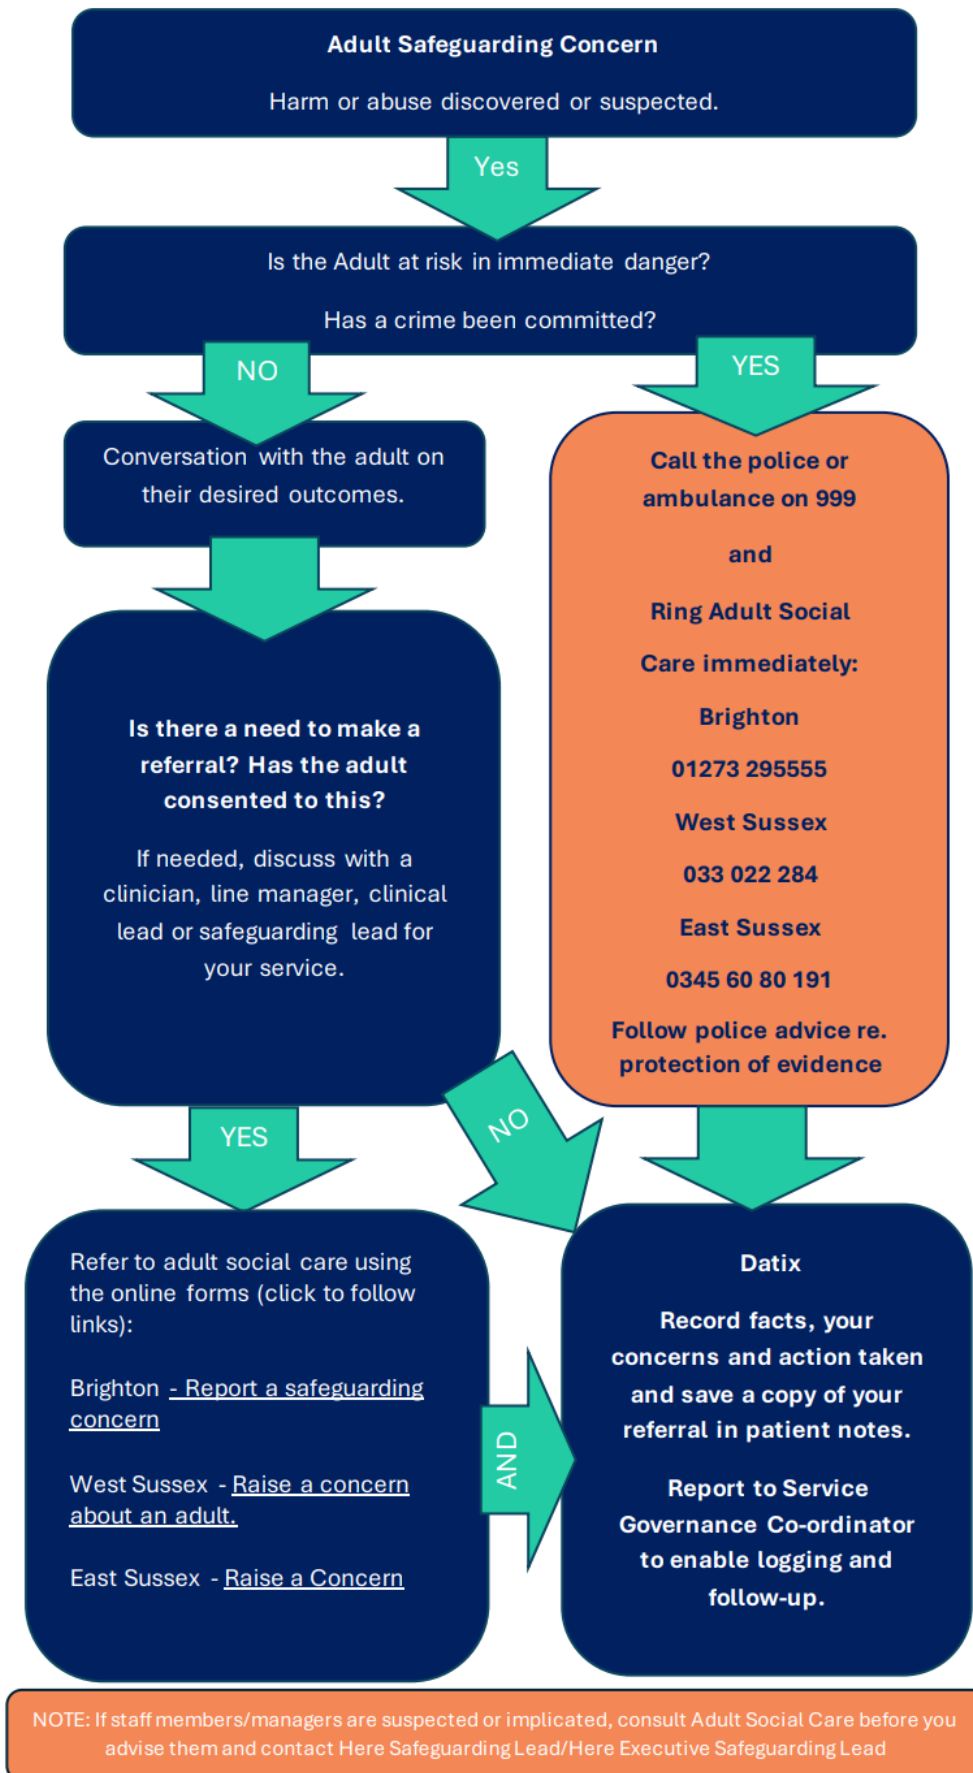 Adult Safeguarding Concern
Harm or abuse discovered or suspected.
Yes
Is the Adult at risk in immediate danger?
Has a crime been committed?
NO
YES
Conversation with the adult on
their desired outcomes.
Call the police or
ambulance on 999
and
Ring Adult Social
Care immediately:
Brighton
01273 295555
West Sussex
033 022 284
East Sussex
0345 60 80 191
Follow police advice re.
protection of evidence
Is there a need to make a
referral? Has the adult
consented to this?
If needed, discuss with a
clinician, line manager, clinical
lead or safeguarding lead for
your service.
YES
NO
Refer to adult social care using
the online forms (click to follow
links):
Brighton - Report a safeguarding
concern
West Sussex - Raise a concern
about an adult.
East Sussex - Raise a Concern
AND
Datix
Record facts, your
concerns and action taken
and save a copy of your
referral in patient notes.
Report to Service
Governance Co-ordinator
to enable logging and
follow-up.
NOTE: If staff members/managers are suspected or implicated, consult Adult Social Care before you
advise them and contact Here Safeguarding Lead/Here Executive Safeguarding Lead